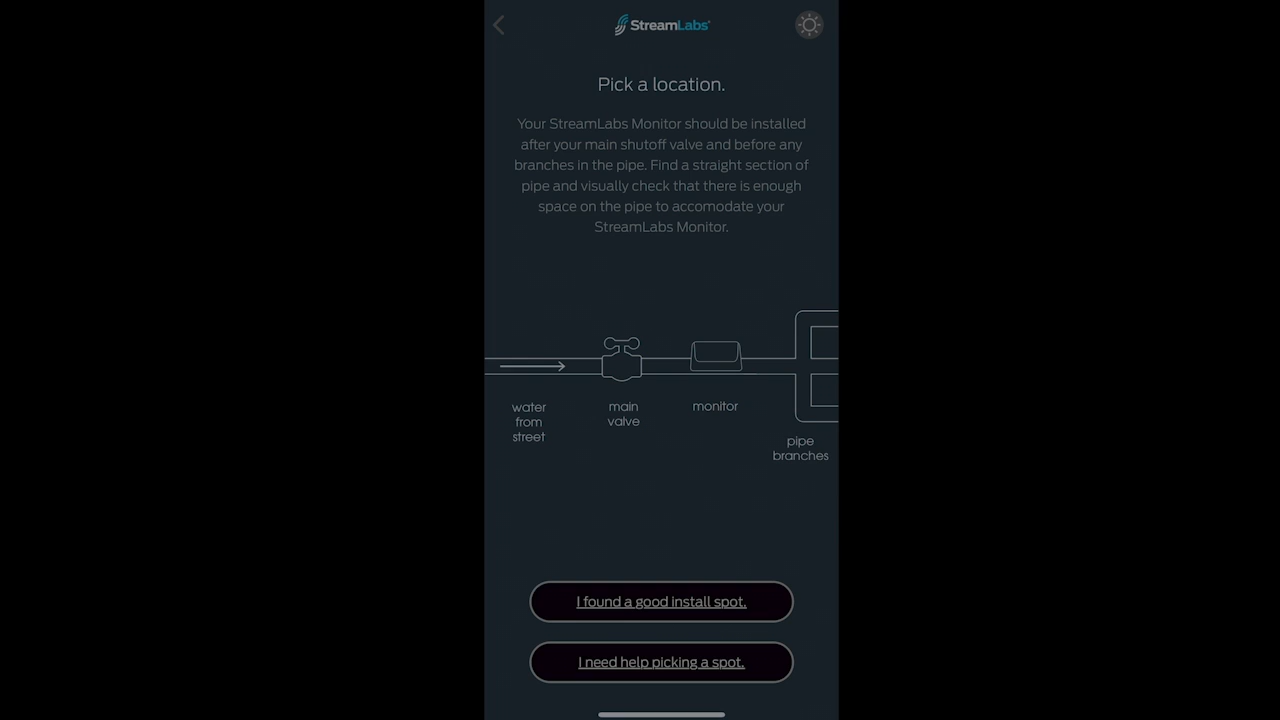 StreamLabs
Pick a location.
Your StreamLabs Monitor should be installed
after your main shutoff valve and before any
branches in the pipe. Find a straight section of
pipe and visually check that there is enough
space on the pipe to accomodate your
StreamLabs Monitor.
water
from
street
main
valve
monitor
pipe
branches
I found a good install spot.
I need help picking a spot.